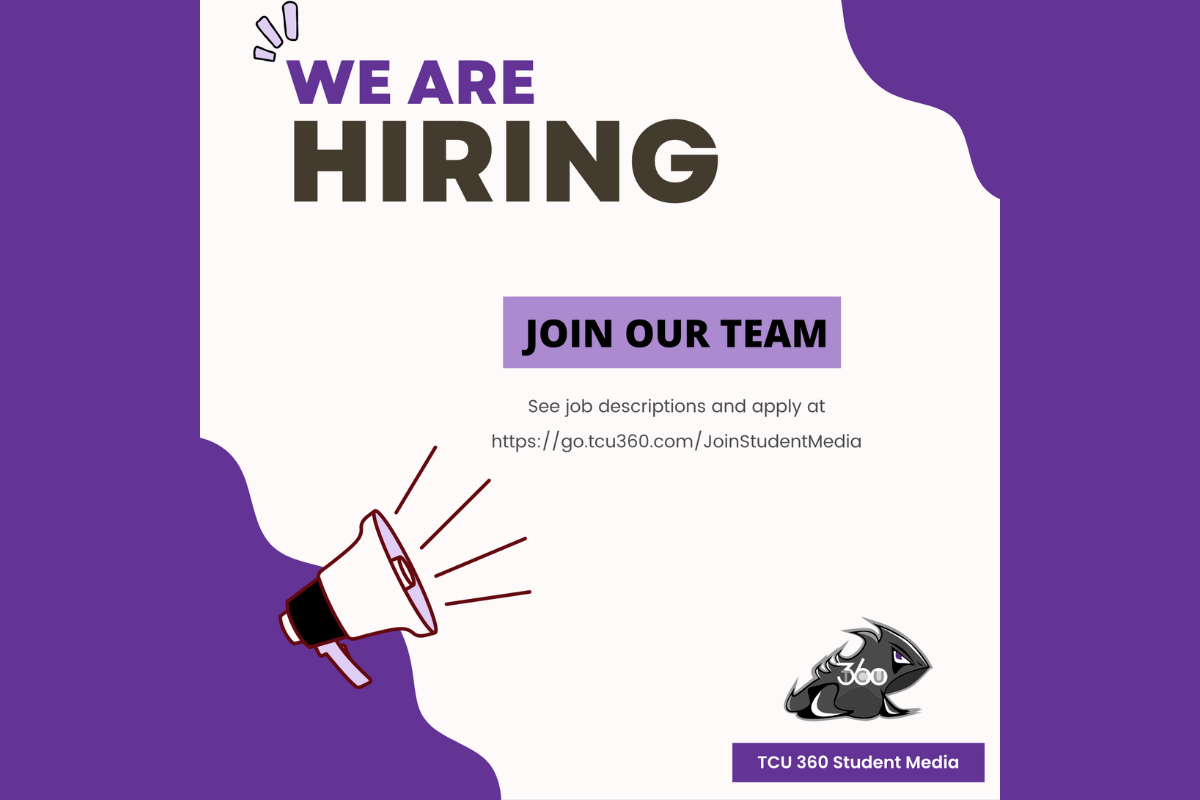 WE ARE
HIRING
JOIN OUR TEAM
See job descriptions and apply at
https://go.tcu360.com/JoinStudentMedia
360
TCU 360 Student Media